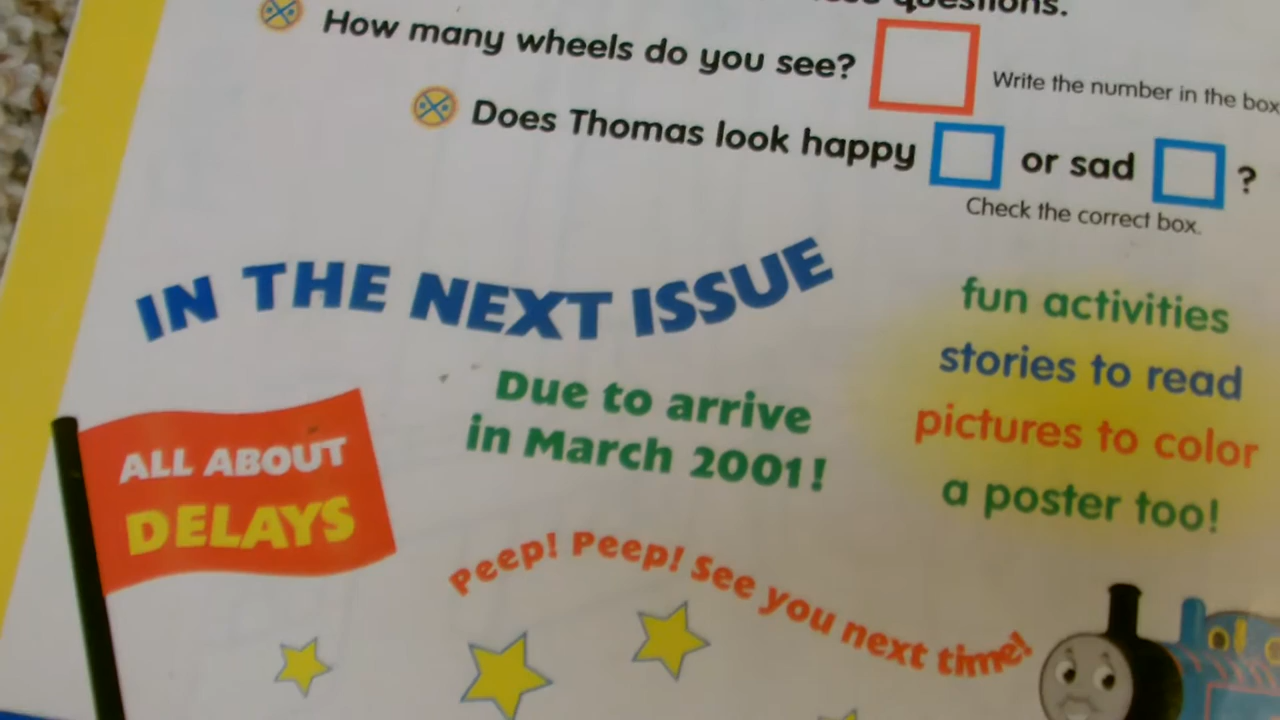 questions.
How many wheels do you see?
Write the number in the box
Does Thomas look happy or sad ?
Check the correct box.
IN THE NEXT ISSUE
Due to arrive
in March 2001!
fun activities
stories to read
pictures to color
a poster too!
ALL ABOUT
DELAYS
Peep! Peep! See you next time!